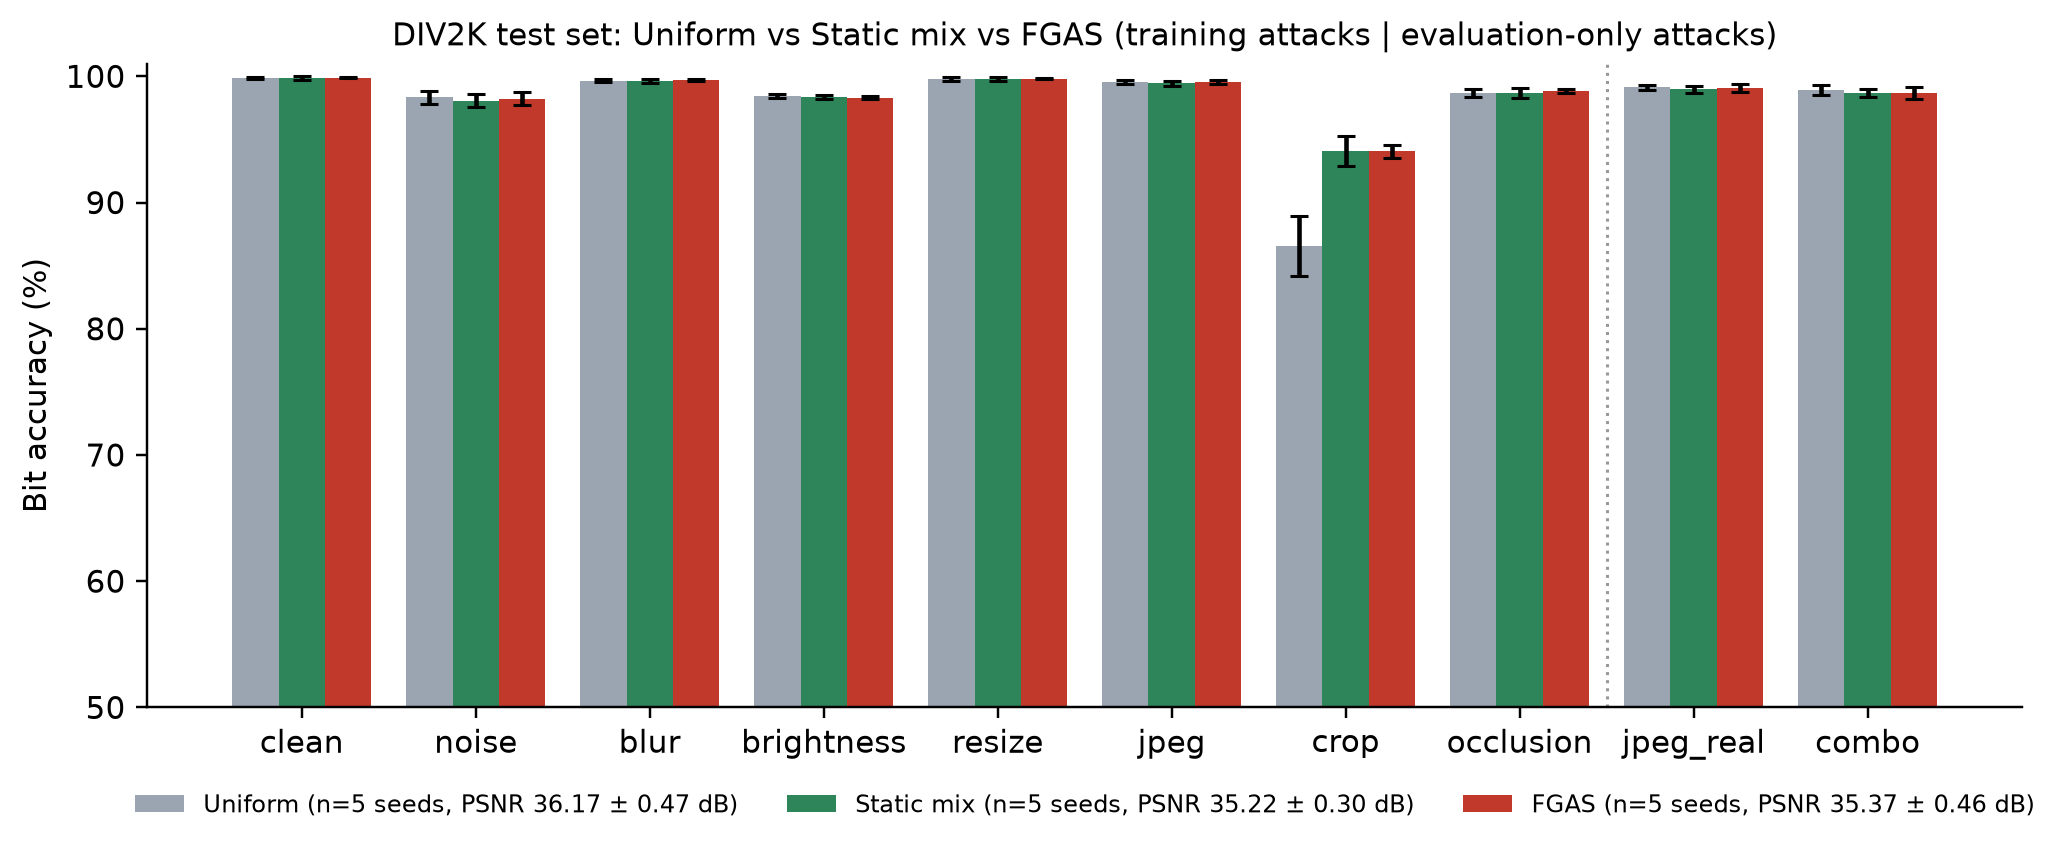 DIV2K test set: Uniform vs Static mix vs FGAS (training attacks | evaluation-only attacks)
Bit accuracy (%)
100
90
80
70
60
50
clean noise blur brightness resize jpeg crop occlusion jpeg_real combo
Uniform (n=5 seeds, PSNR 36.17 ± 0.47 dB) Static mix (n=5 seeds, PSNR 35.22 ± 0.30 dB) FGAS (n=5 seeds, PSNR 35.37 ± 0.46 dB)